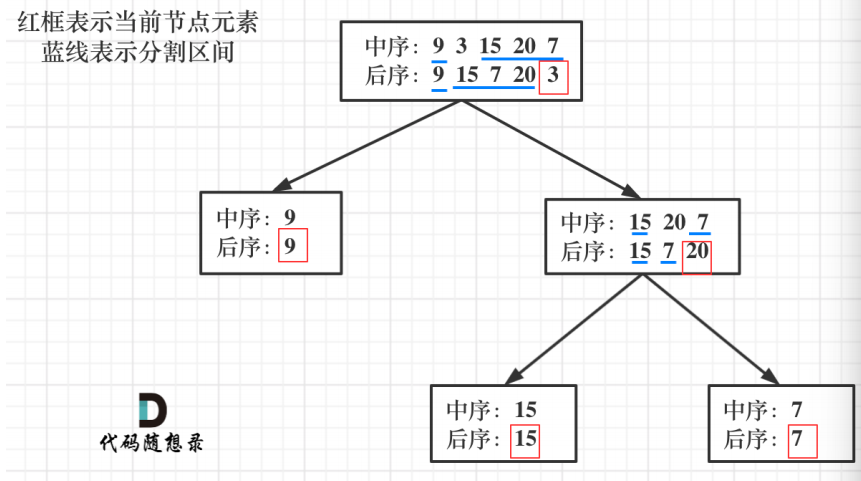 红框表示当前节点元素
蓝线表示分割区间
中序：9 3 15 20 7
后序：9 15 7 20 3
中序：9
后序：9
中序：15 20 7
后序：15 7 20
中序：15
后序：15
中序：7
后序：7
代码随想录